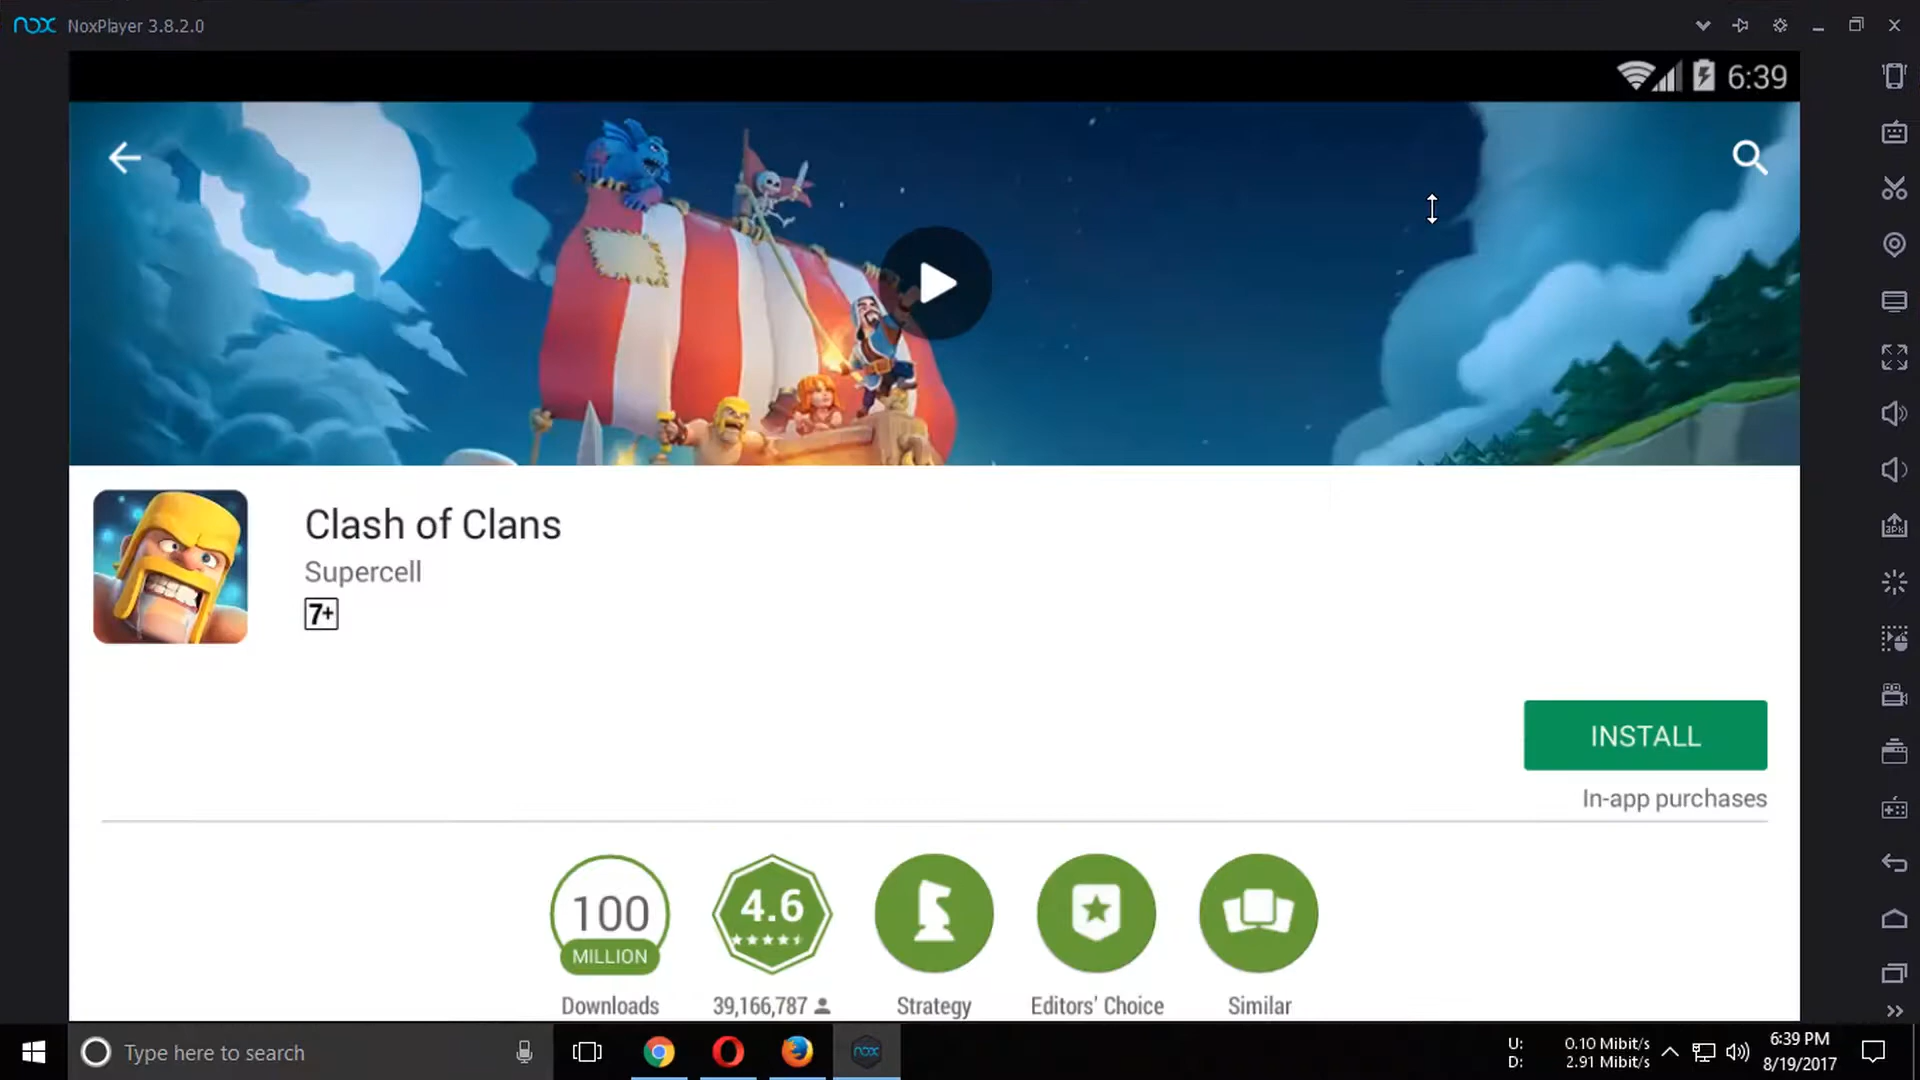 nox NoxPlayer 3.8.2.0
6:39
Clash of Clans
Supercell
7+
INSTALL
In-app purchases
100
MILLION
4.6
Downloads
39,166,787
Strategy
Editors' Choice
Similar
Type here to search
nox
U: 0.10 Mibit/s
D: 2.91 Mibit/s
6:39 PM
8/19/2017